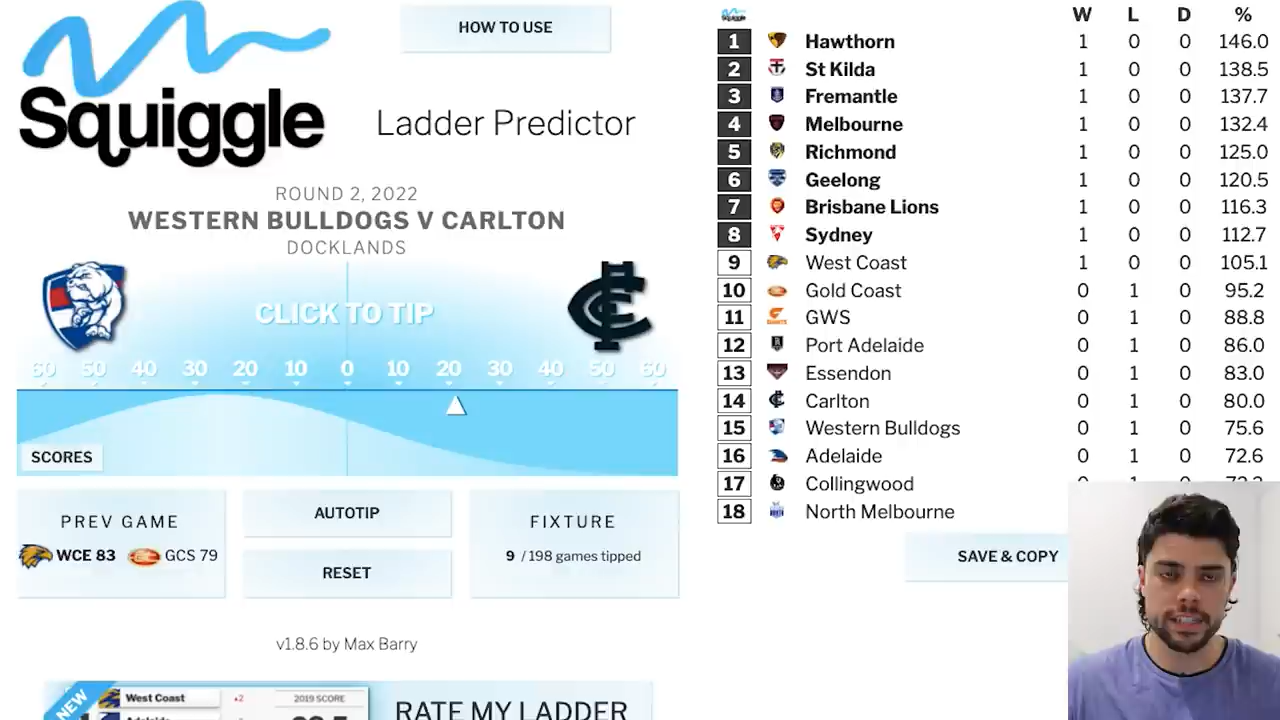 HOW TO USE
Squiggle
Ladder Predictor
ROUND 2, 2022
WESTERN BULLDOGS V CARLTON
DOCKLANDS
CLICK TO TIP
60 50 40 30 20 10 0 10 20 30 40 50 60
SCORES
PREV GAME
WCE 83 GCS 79
AUTOTIP
RESET
FIXTURE
9 / 198 games tipped
v1.8.6 by Max Barry
NEW
West Coast +2 2019 SCORE
RATE MY LADDER
Squiggle W L D %
1 Hawthorn 1 0 0 146.0
2 St Kilda 1 0 0 138.5
3 Fremantle 1 0 0 137.7
4 Melbourne 1 0 0 132.4
5 Richmond 1 0 0 125.0
6 Geelong 1 0 0 120.5
7 Brisbane Lions 1 0 0 116.3
8 Sydney 1 0 0 112.7
9 West Coast 1 0 0 105.1
10 Gold Coast 0 1 0 95.2
11 GWS 0 1 0 88.8
12 Port Adelaide 0 1 0 86.0
13 Essendon 0 1 0 83.0
14 Carlton 0 1 0 80.0
15 Western Bulldogs 0 1 0 75.6
16 Adelaide 0 1 0 72.6
17 Collingwood
18 North Melbourne
SAVE & COPY